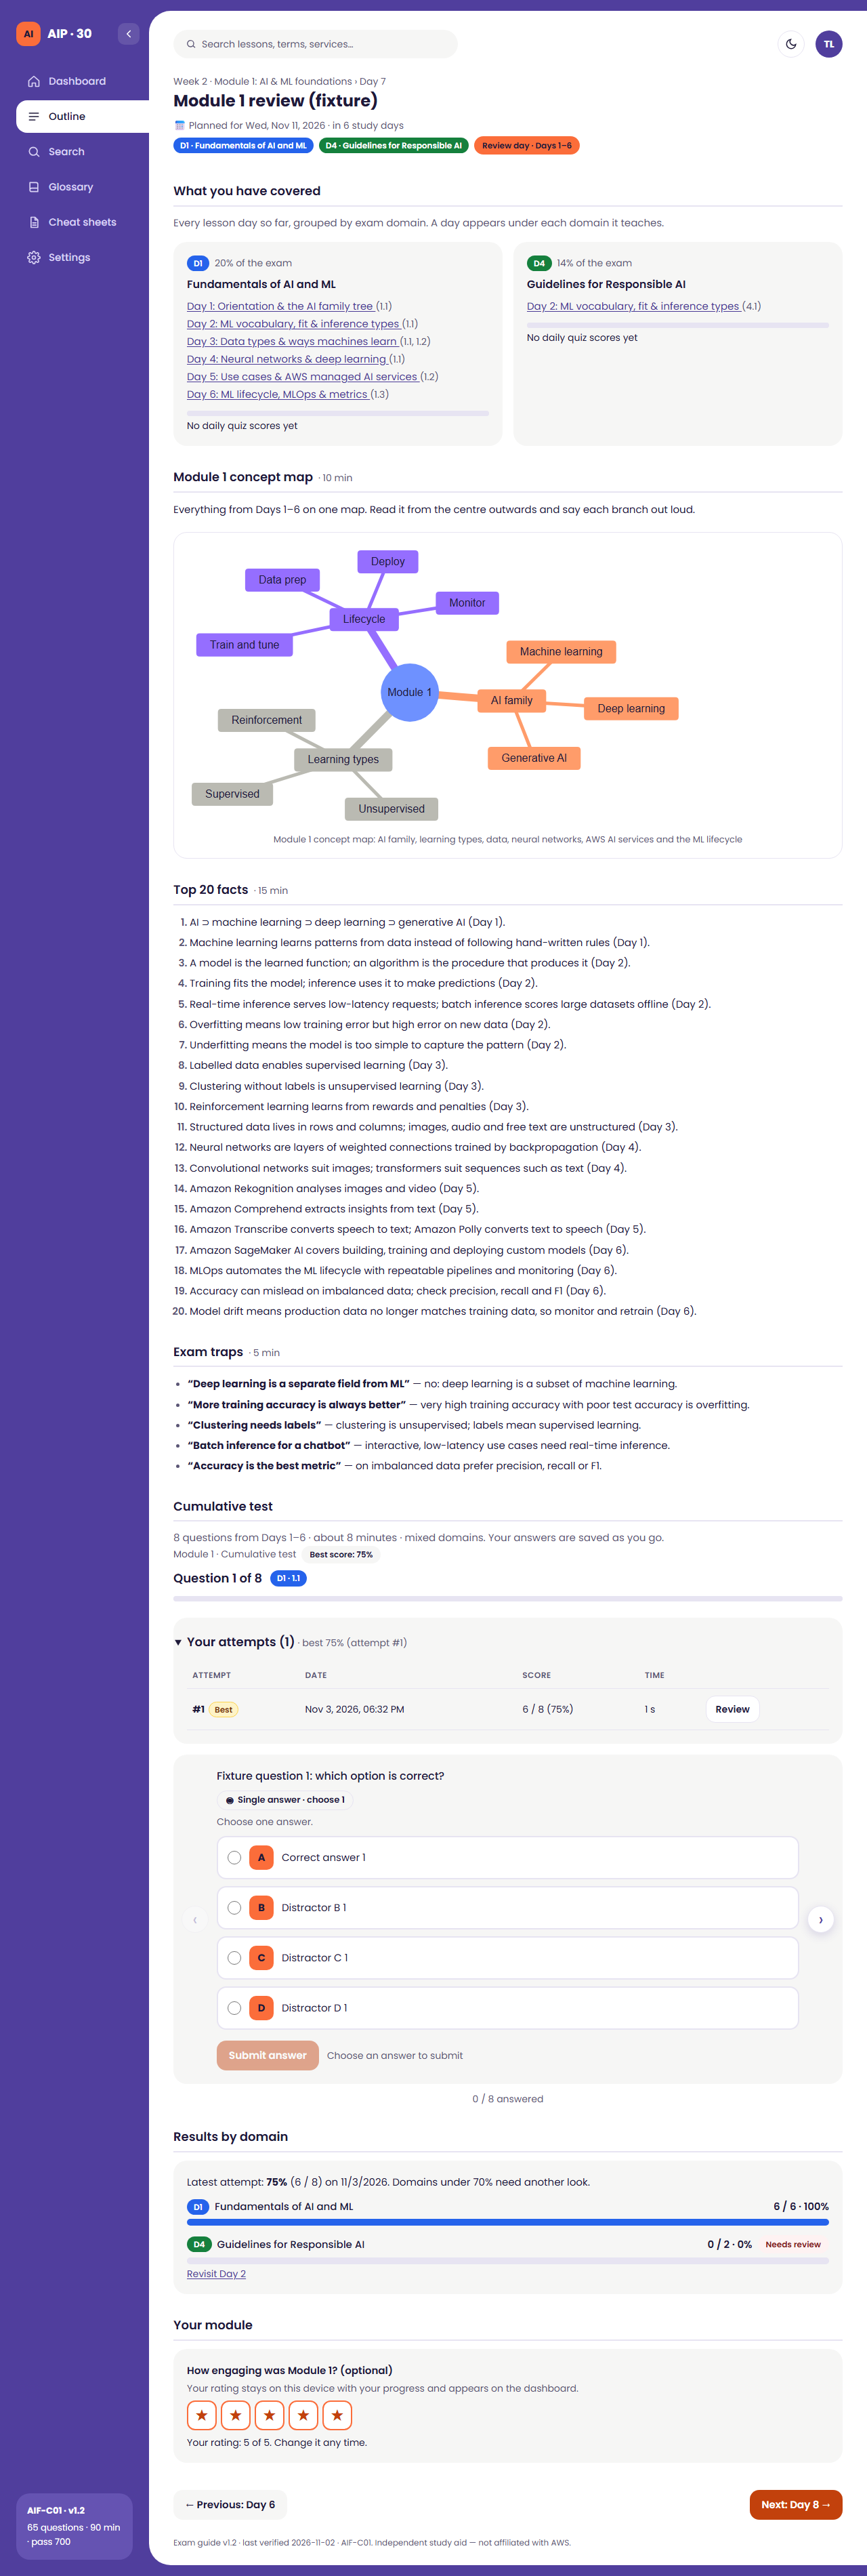 AI
AIP · 30
Dashboard
Outline
Search
Glossary
Cheat sheets
Settings
Search lessons, terms, services...
TL
Week 2 · Module 1: AI & ML foundations › Day 7
Module 1 review (fixture)
Planned for Wed, Nov 11, 2026 · in 6 study days
D1 · Fundamentals of AI and ML
D4 · Guidelines for Responsible AI
Review day · Days 1–6
What you have covered
Every lesson day so far, grouped by exam domain. A day appears under each domain it teaches.
D1 20% of the exam
Fundamentals of AI and ML
Day 1: Orientation & the AI family tree (1.1)
Day 2: ML vocabulary, fit & inference types (1.1)
Day 3: Data types & ways machines learn (1.1, 1.2)
Day 4: Neural networks & deep learning (1.1)
Day 5: Use cases & AWS managed AI services (1.2)
Day 6: ML lifecycle, MLOps & metrics (1.3)
No daily quiz scores yet
D4 14% of the exam
Guidelines for Responsible AI
Day 2: ML vocabulary, fit & inference types (4.1)
No daily quiz scores yet
Module 1 concept map · 10 min
Everything from Days 1–6 on one map. Read it from the centre outwards and say each branch out loud.
Deploy
Data prep
Monitor
Lifecycle
Train and tune
Machine learning
Module 1
AI family
Deep learning
Reinforcement
Generative AI
Learning types
Supervised
Unsupervised
Module 1 concept map: AI family, learning types, data, neural networks, AWS AI services and the ML lifecycle
Top 20 facts · 15 min
1. AI ⊃ machine learning ⊃ deep learning ⊃ generative AI (Day 1).
2. Machine learning learns patterns from data instead of following hand-written rules (Day 1).
3. A model is the learned function; an algorithm is the procedure that produces it (Day 2).
4. Training fits the model; inference uses it to make predictions (Day 2).
5. Real-time inference serves low-latency requests; batch inference scores large datasets offline (Day 2).
6. Overfitting means low training error but high error on new data (Day 2).
7. Underfitting means the model is too simple to capture the pattern (Day 2).
8. Labelled data enables supervised learning (Day 3).
9. Clustering without labels is unsupervised learning (Day 3).
10. Reinforcement learning learns from rewards and penalties (Day 3).
11. Structured data lives in rows and columns; images, audio and free text are unstructured (Day 3).
12. Neural networks are layers of weighted connections trained by backpropagation (Day 4).
13. Convolutional networks suit images; transformers suit sequences such as text (Day 4).
14. Amazon Rekognition analyses images and video (Day 5).
15. Amazon Comprehend extracts insights from text (Day 5).
16. Amazon Transcribe converts speech to text; Amazon Polly converts text to speech (Day 5).
17. Amazon SageMaker AI covers building, training and deploying custom models (Day 6).
18. MLOps automates the ML lifecycle with repeatable pipelines and monitoring (Day 6).
19. Accuracy can mislead on imbalanced data; check precision, recall and F1 (Day 6).
20. Model drift means production data no longer matches training data, so monitor and retrain (Day 6).
Exam traps · 5 min
• “Deep learning is a separate field from ML” — no: deep learning is a subset of machine learning.
• “More training accuracy is always better” — very high training accuracy with poor test accuracy is overfitting.
• “Clustering needs labels” — clustering is unsupervised; labels mean supervised learning.
• “Batch inference for a chatbot” — interactive, low-latency use cases need real-time inference.
• “Accuracy is the best metric” — on imbalanced data prefer precision, recall or F1.
Cumulative test
8 questions from Days 1–6 · about 8 minutes · mixed domains. Your answers are saved as you go.
Module 1 · Cumulative test Best score: 75%
Question 1 of 8 D1 · 1.1
▼ Your attempts (1) · best 75% (attempt #1)
ATTEMPT DATE SCORE TIME
#1 Best Nov 3, 2026, 06:32 PM 6 / 8 (75%) 1 s Review
Fixture question 1: which option is correct?
Single answer · choose 1
Choose one answer.
A Correct answer 1
B Distractor B 1
C Distractor C 1
D Distractor D 1
‹
›
Submit answer Choose an answer to submit
0 / 8 answered
Results by domain
Latest attempt: 75% (6 / 8) on 11/3/2026. Domains under 70% need another look.
D1 Fundamentals of AI and ML 6 / 6 · 100%
D4 Guidelines for Responsible AI 0 / 2 · 0% Needs review
Revisit Day 2
Your module
How engaging was Module 1? (optional)
Your rating stays on this device with your progress and appears on the dashboard.
★ ★ ★ ★ ★
Your rating: 5 of 5. Change it any time.
← Previous: Day 6
Next: Day 8 →
AIF-C01 · v1.2
65 questions · 90 min
· pass 700
Exam guide v1.2 · last verified 2026-11-02 · AIF-C01. Independent study aid — not affiliated with AWS.